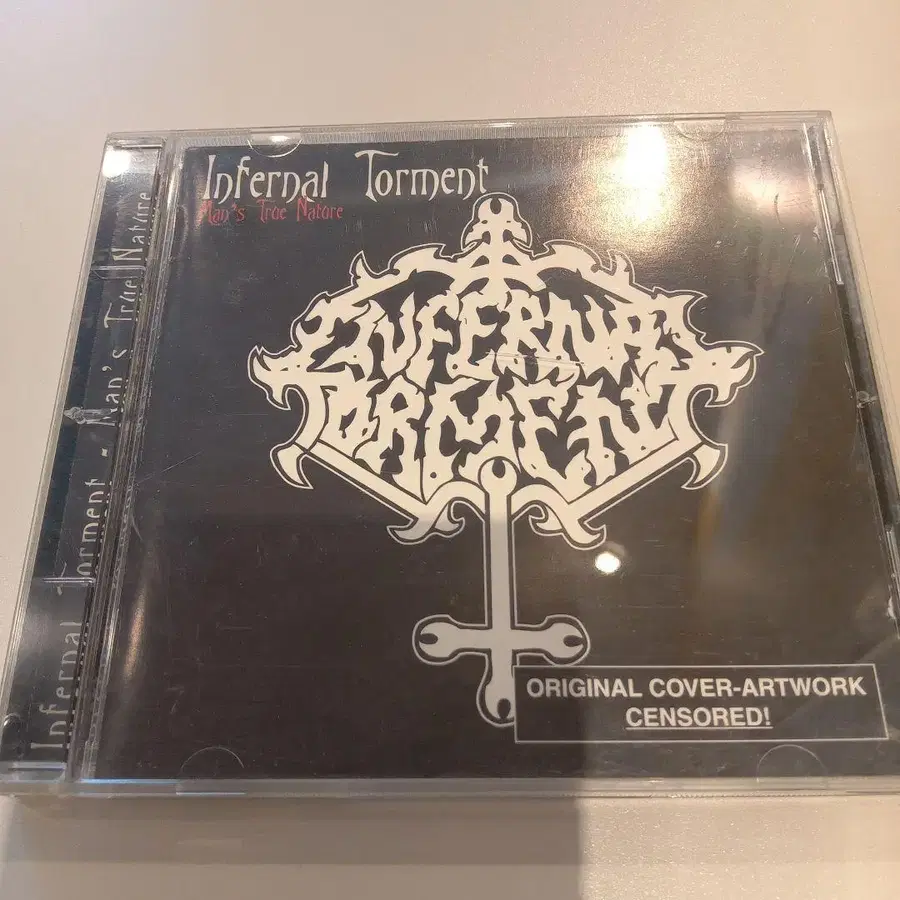 Infernal Torment
Man's True Nature
INFERNAL
TORMENT
ORIGINAL COVER-ARTWORK
CENSORED!
Infernal Torment - Man's True Nature